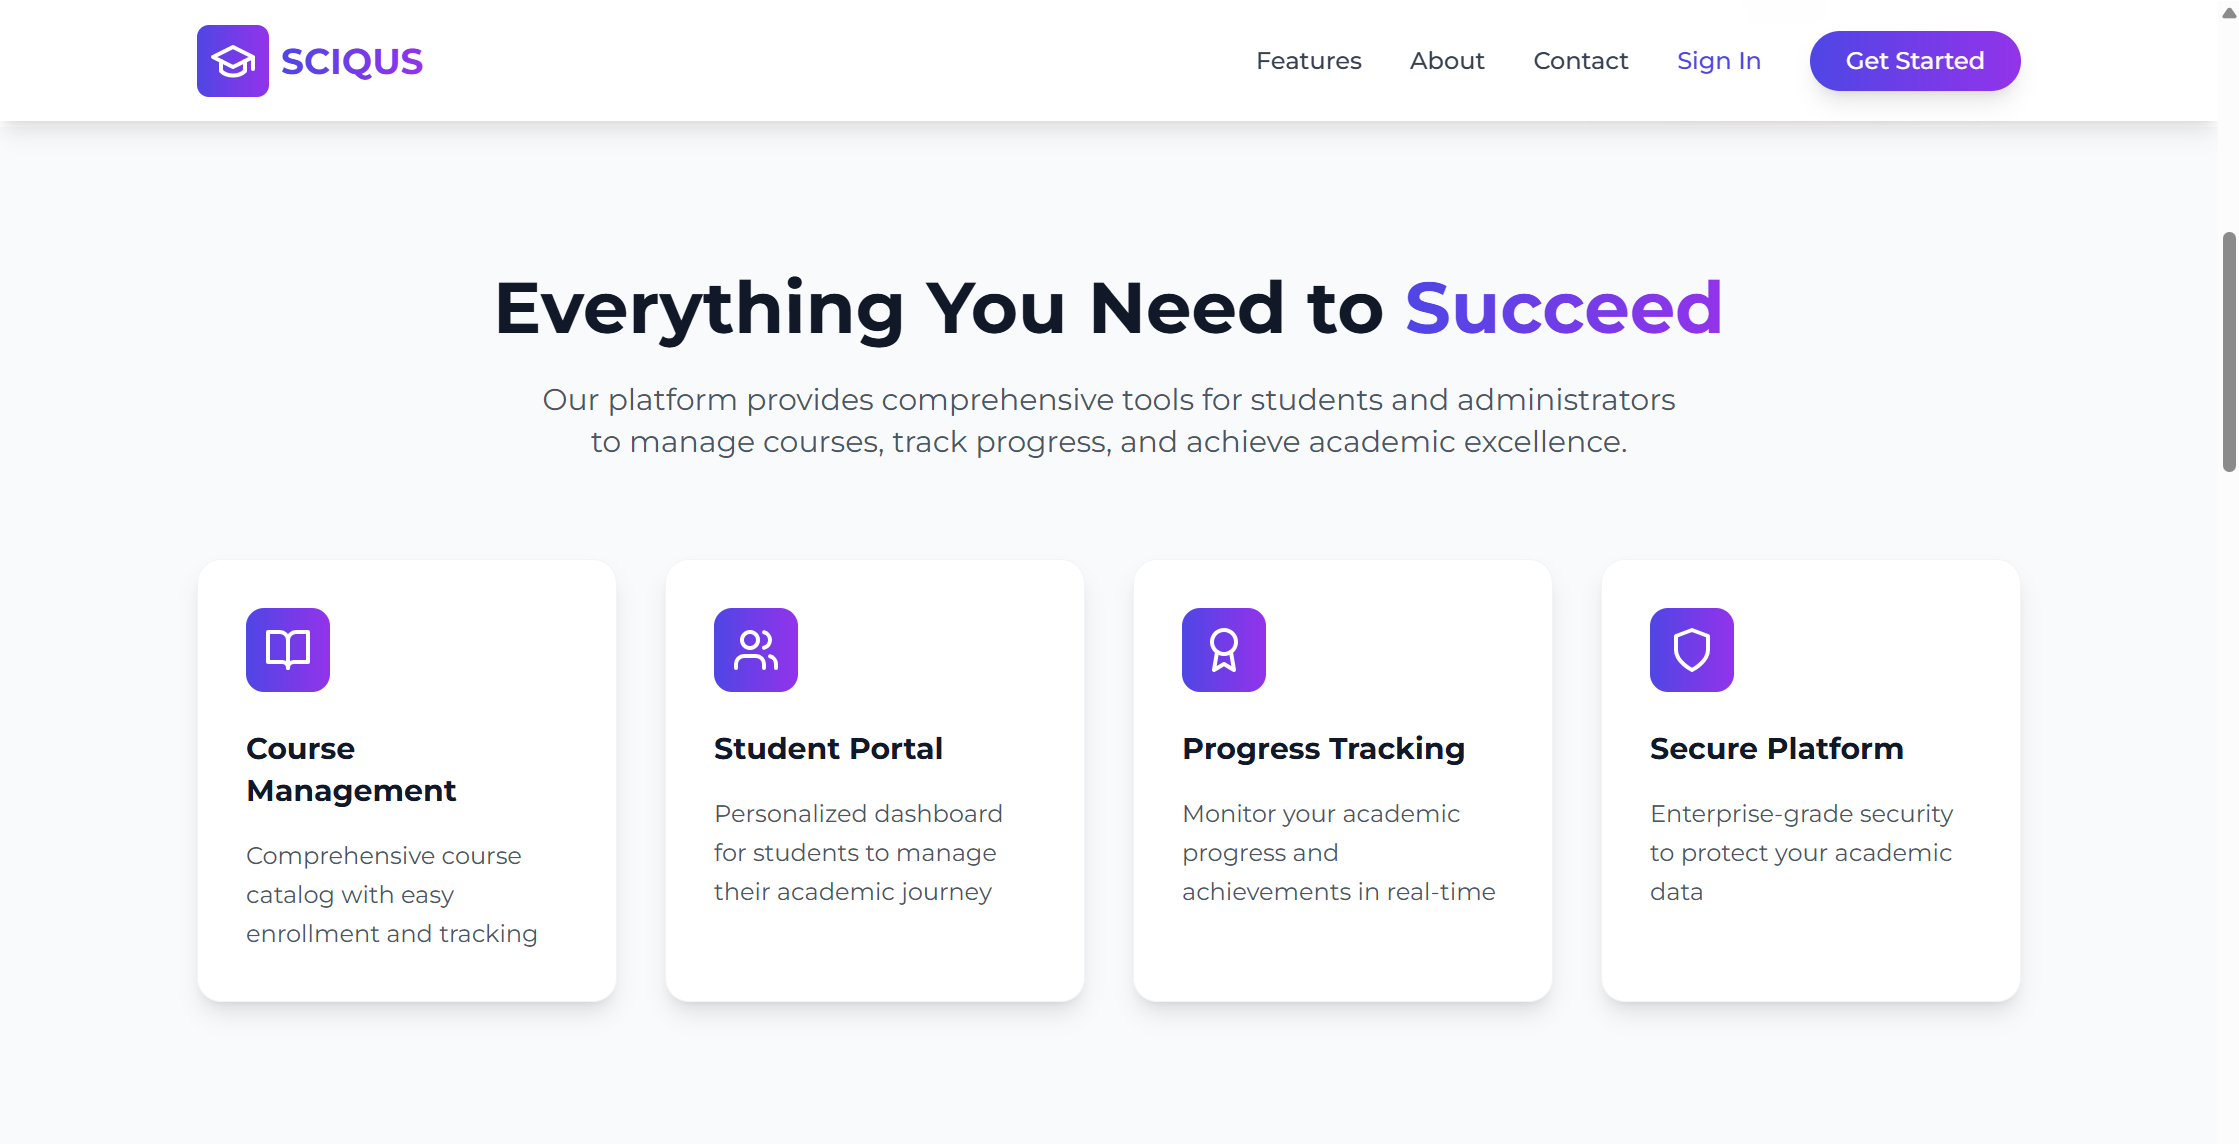 SCIQUS
Features
About
Contact
Sign In
Get Started
Everything You Need to Succeed
Our platform provides comprehensive tools for students and administrators
to manage courses, track progress, and achieve academic excellence.
Course
Management
Comprehensive course
catalog with easy
enrollment and tracking
Student Portal
Personalized dashboard
for students to manage
their academic journey
Progress Tracking
Monitor your academic
progress and
achievements in real-time
Secure Platform
Enterprise-grade security
to protect your academic
data